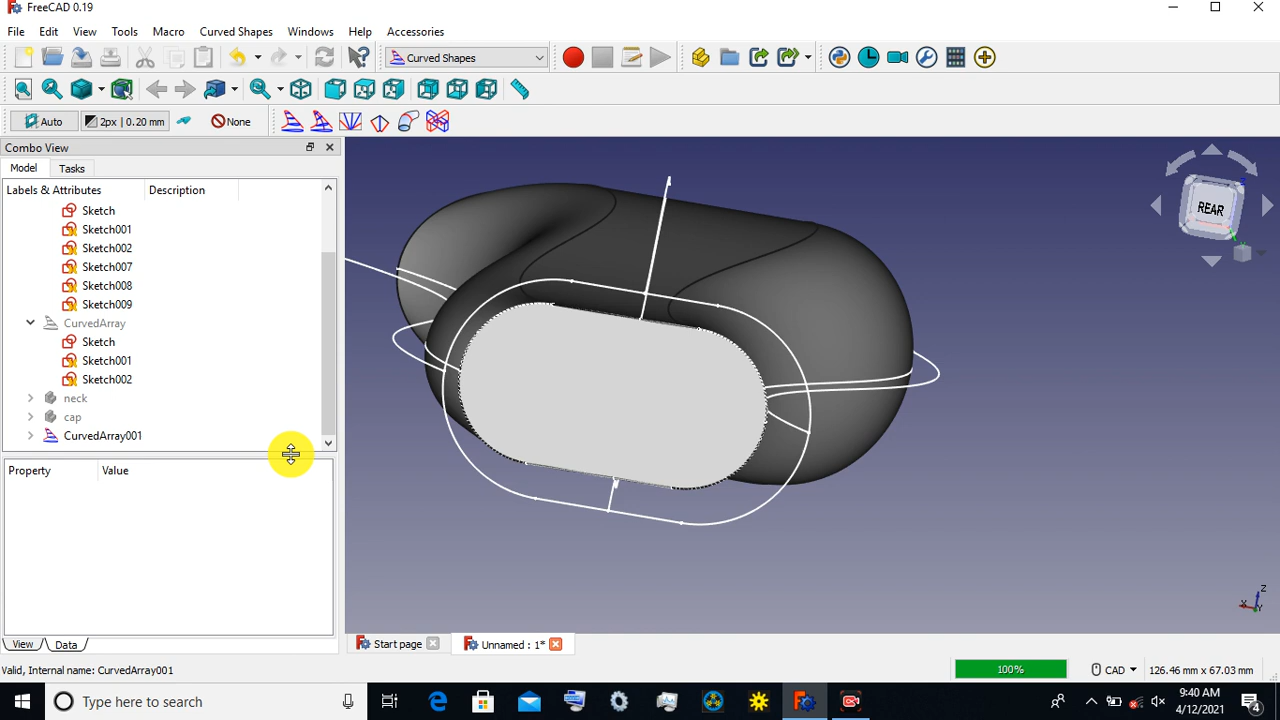 FreeCAD 0.19
File Edit View Tools Macro Curved Shapes Windows Help Accessories
Curved Shapes
Auto 2px | 0.20 mm None
Combo View
Model Tasks
Labels & Attributes Description
Sketch
Sketch001
Sketch002
Sketch007
Sketch008
Sketch009
CurvedArray
Sketch
Sketch001
Sketch002
neck
cap
CurvedArray001
Property Value
View Data
REAR
Z
X
Y
Start page Unnamed : 1*
Valid, Internal name: CurvedArray001
100% CAD 126.46 mm x 67.03 mm
Type here to search
9:40 AM
4/12/2021
4